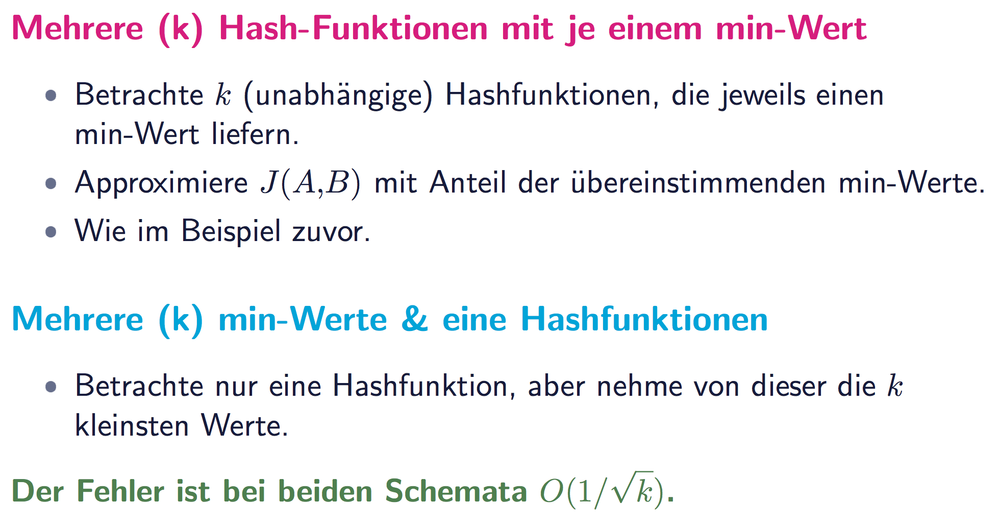 Mehrere (k) Hash-Funktionen mit je einem min-Wert
• Betrachte k (unabhängige) Hashfunktionen, die jeweils einen
min-Wert liefern.
• Approximiere J(A,B) mit Anteil der übereinstimmenden min-Werte.
• Wie im Beispiel zuvor.
Mehrere (k) min-Werte & eine Hashfunktionen
• Betrachte nur eine Hashfunktion, aber nehme von dieser die k
kleinsten Werte.
Der Fehler ist bei beiden Schemata O(1/√k).